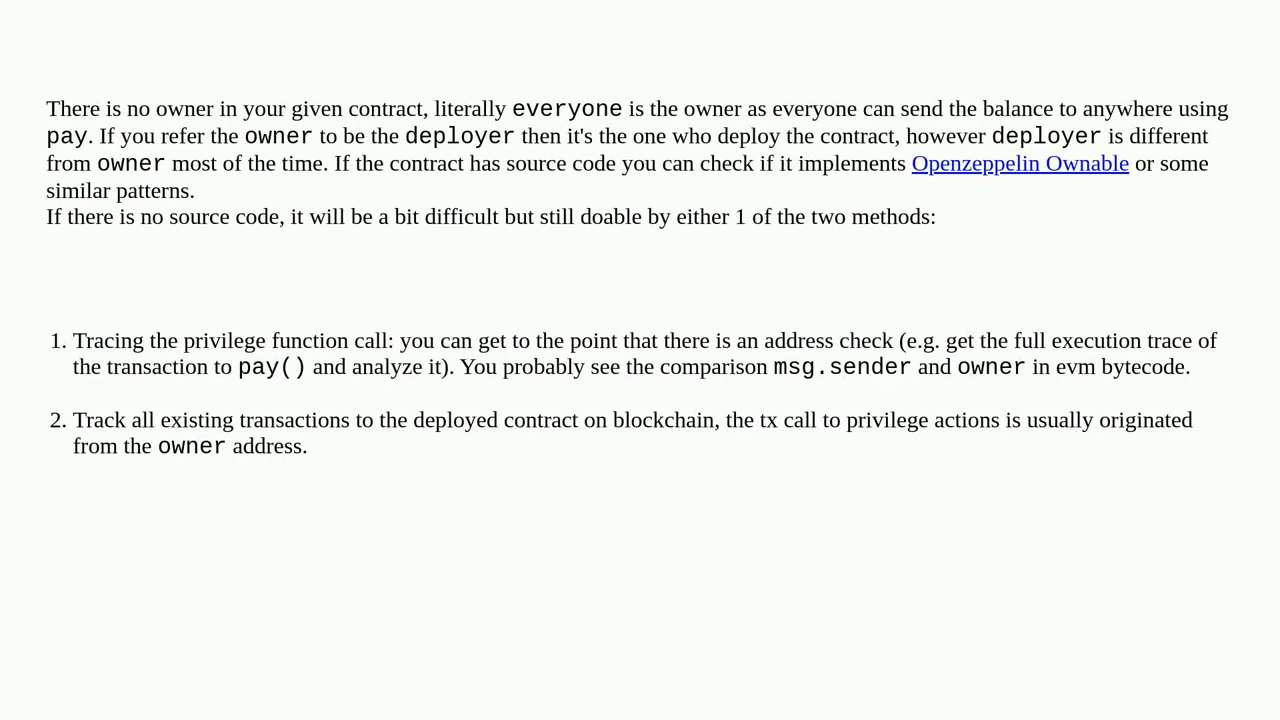 There is no owner in your given contract, literally everyone is the owner as everyone can send the balance to anywhere using
pay. If you refer the owner to be the deployer then it's the one who deploy the contract, however deployer is different
from owner most of the time. If the contract has source code you can check if it implements Openzeppelin Ownable or some
similar patterns.
If there is no source code, it will be a bit difficult but still doable by either 1 of the two methods:
1. Tracing the privilege function call: you can get to the point that there is an address check (e.g. get the full execution trace of
the transaction to pay() and analyze it). You probably see the comparison msg.sender and owner in evm bytecode.
2. Track all existing transactions to the deployed contract on blockchain, the tx call to privilege actions is usually originated
from the owner address.